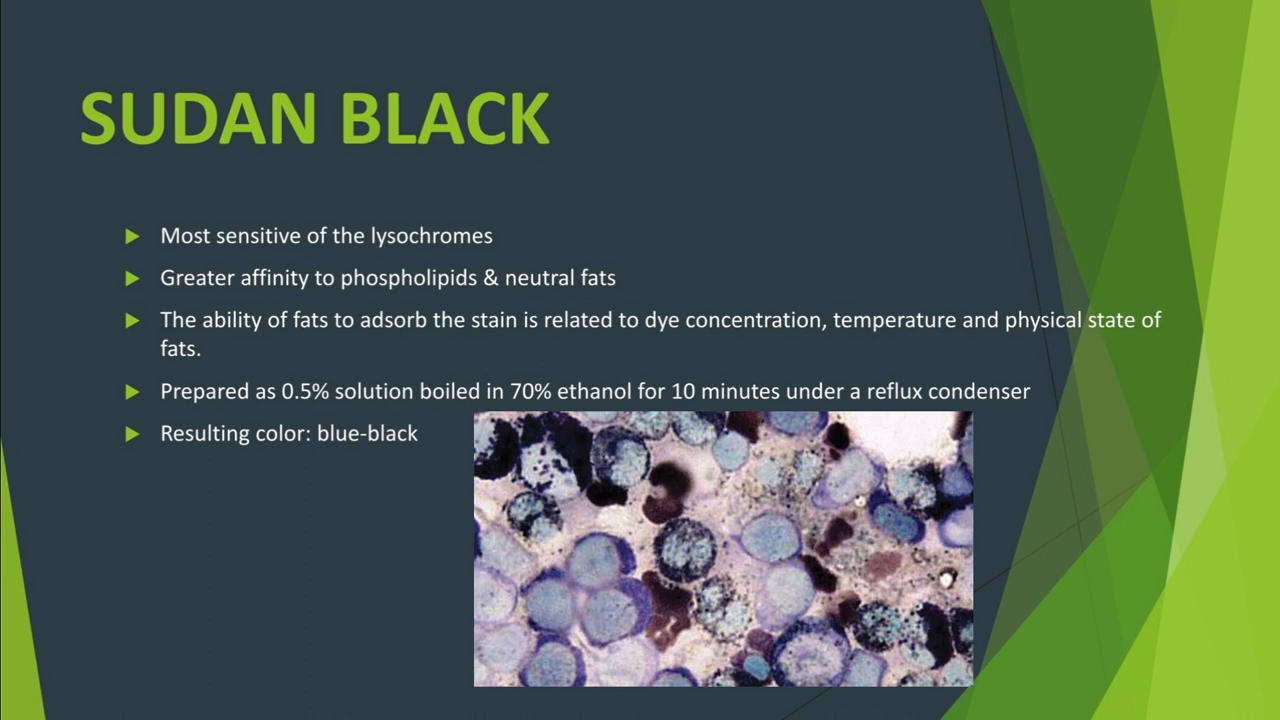 SUDAN BLACK
Most sensitive of the lysochromes
Greater affinity to phospholipids & neutral fats
The ability of fats to adsorb the stain is related to dye concentration, temperature and physical state of
fats.
Prepared as 0.5% solution boiled in 70% ethanol for 10 minutes under a reflux condenser
Resulting color: blue-black